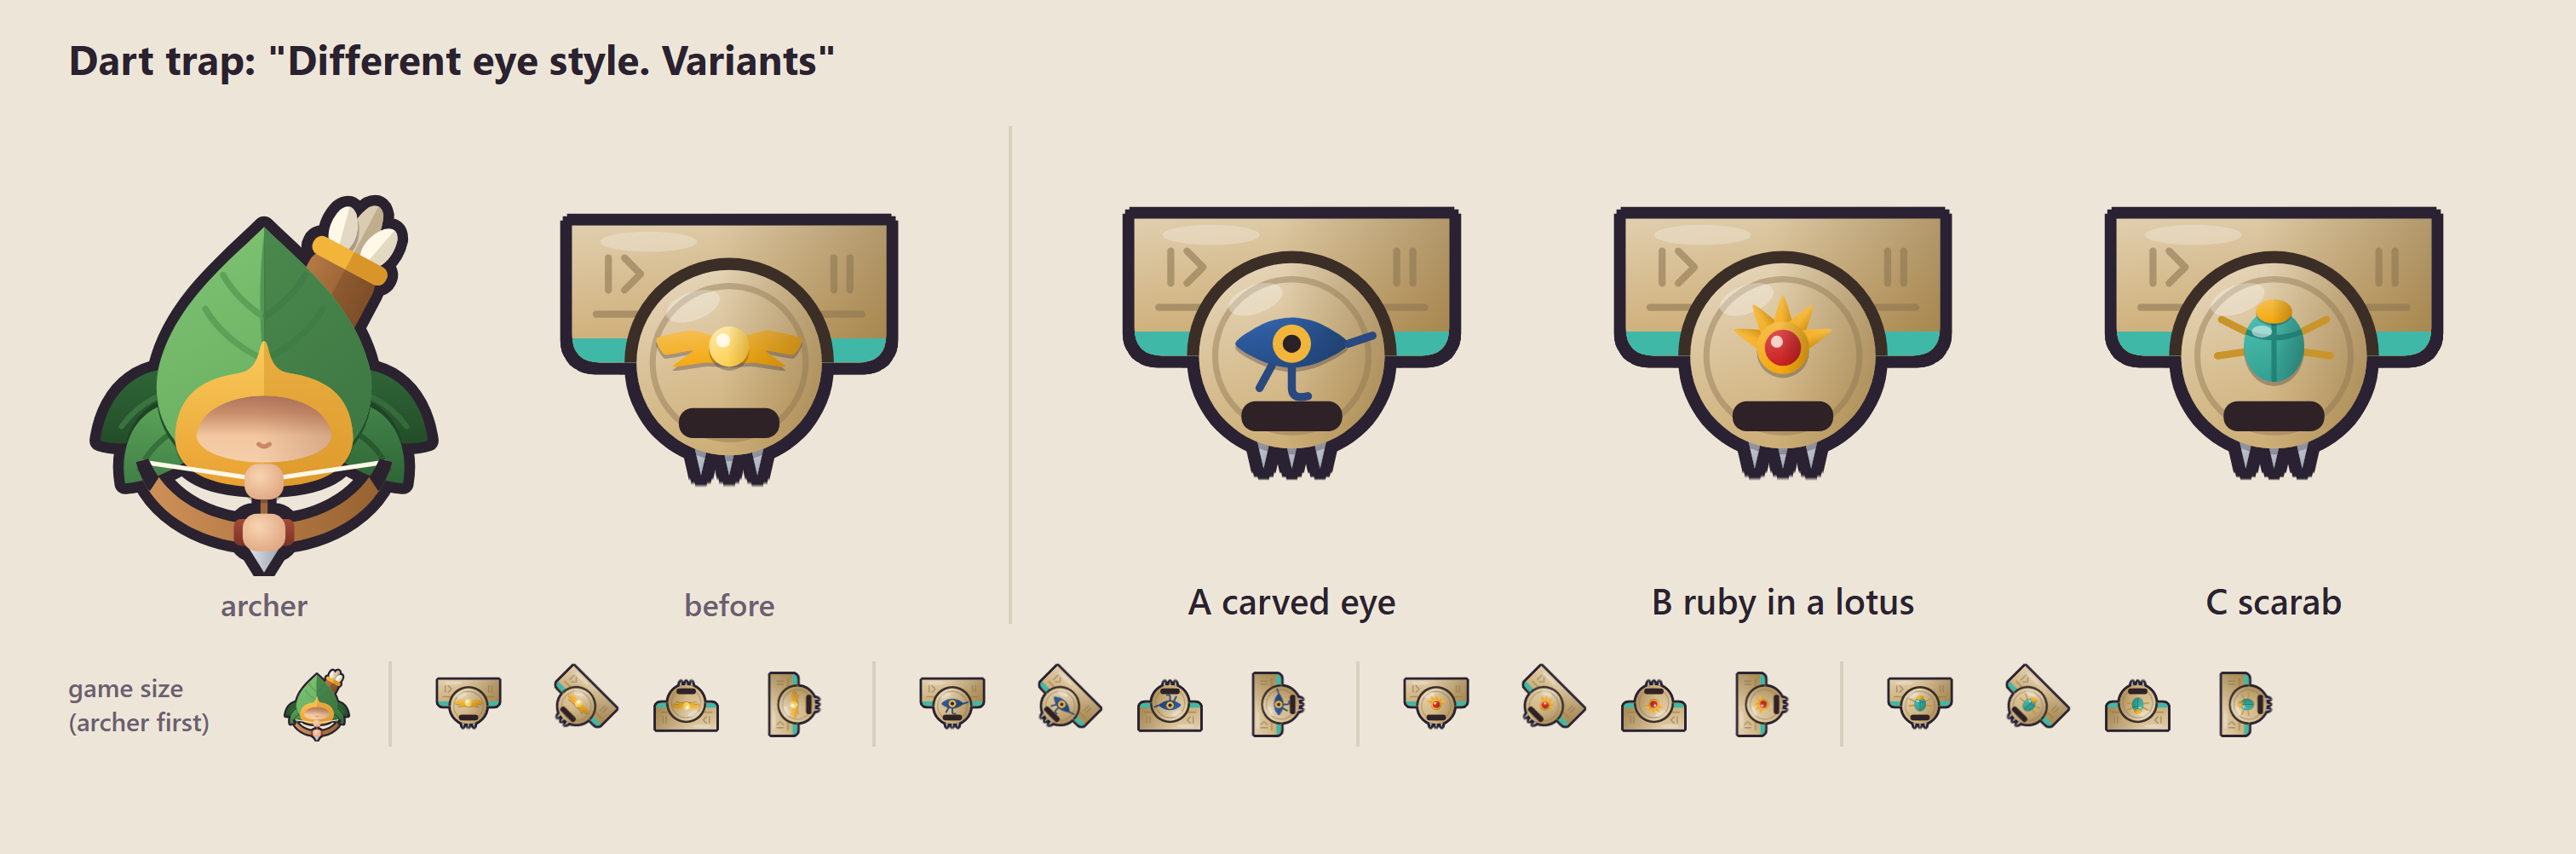 Dart trap: "Different eye style. Variants"
archer
before
A carved eye
B ruby in a lotus
C scarab
game size
(archer first)